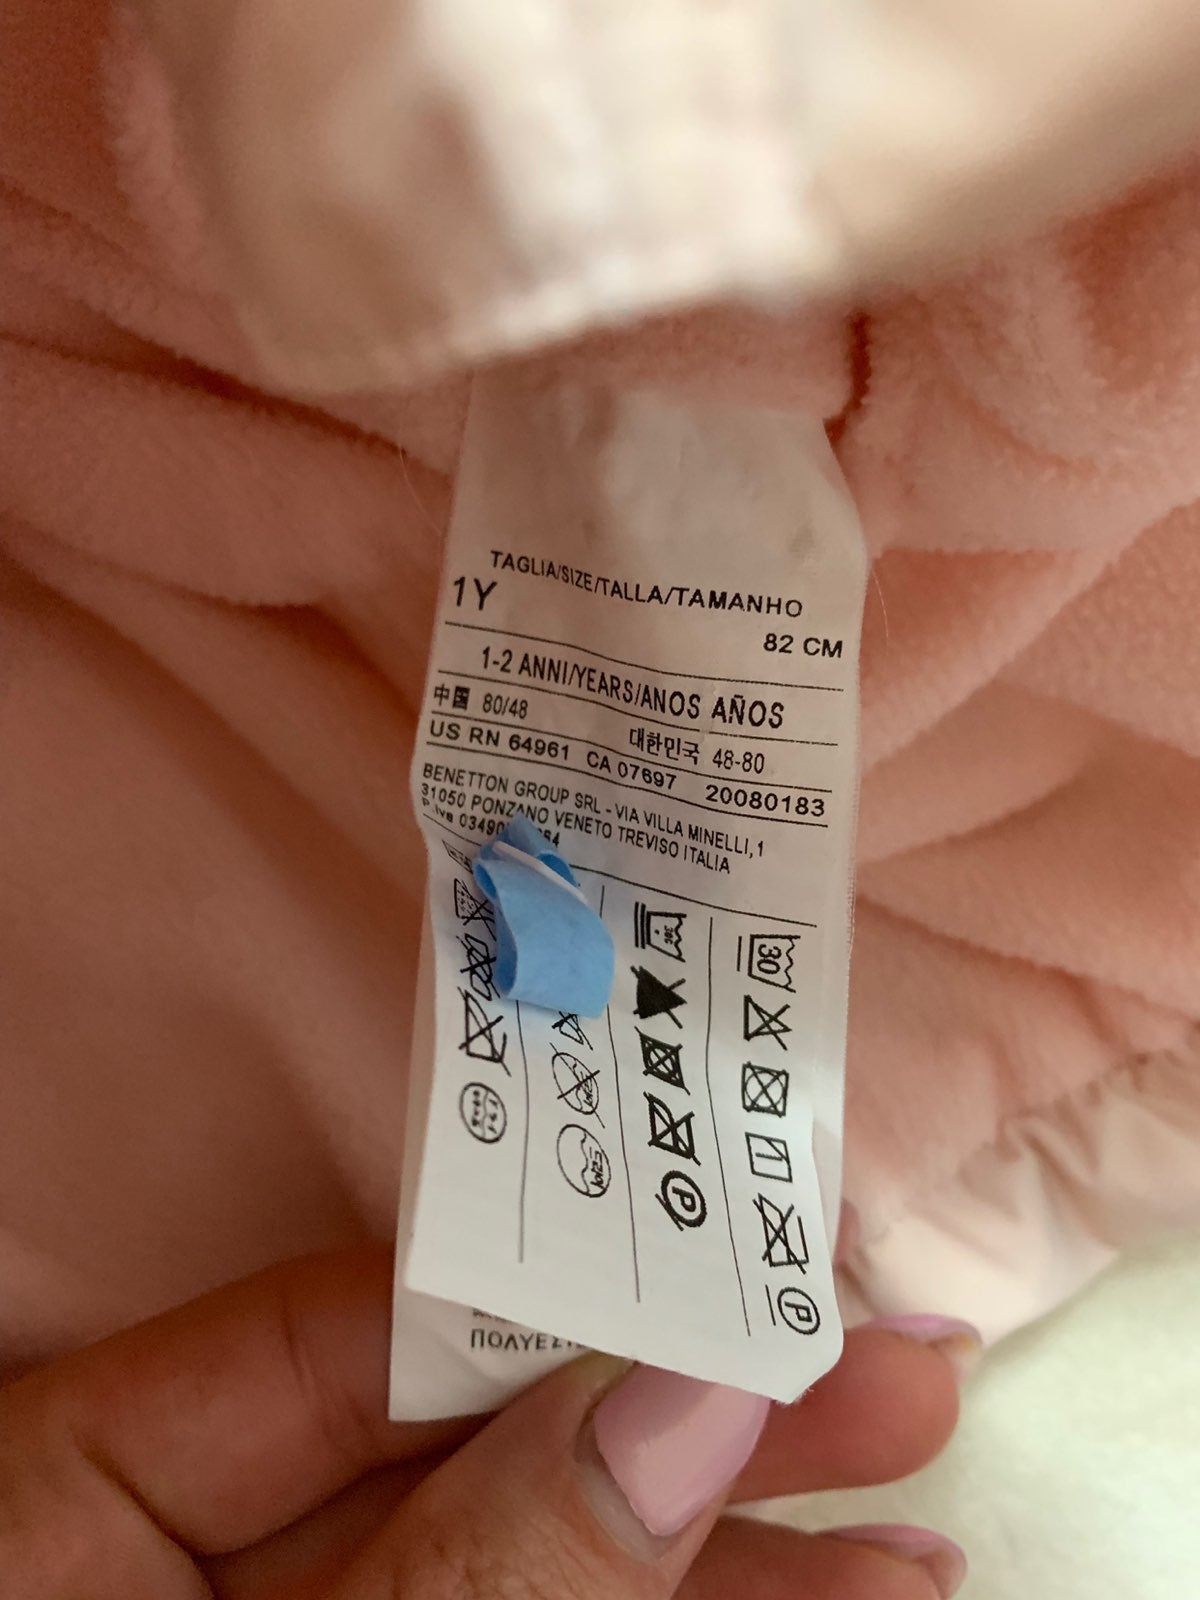 TAGLIA/SIZE/TALLA/TAMANHO
1Y
82 CM
1-2 ANNI/YEARS/ANOS AÑOS
中国 80/48
대한민국 48-80
US RN 64961 CA 07697 20080183
BENETTON GROUP SRL - VIA VILLA MINELLI, 1
31050 PONZANO VENETO TREVISO ITALIA
P. Iva
30
30C
P
P